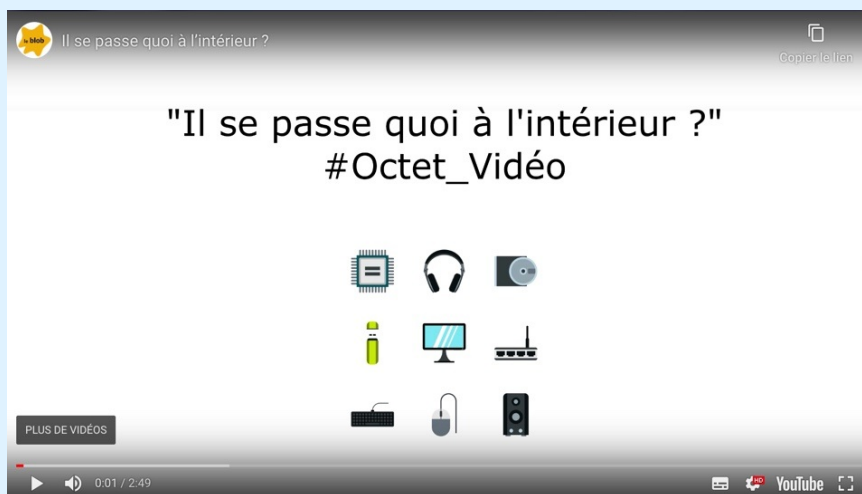 le blob
Il se passe quoi à l'intérieur ?
Copier le lien
"Il se passe quoi à l'intérieur ?"
#Octet_Vidéo
PLUS DE VIDÉOS
0:01 / 2:49
HD
YouTube